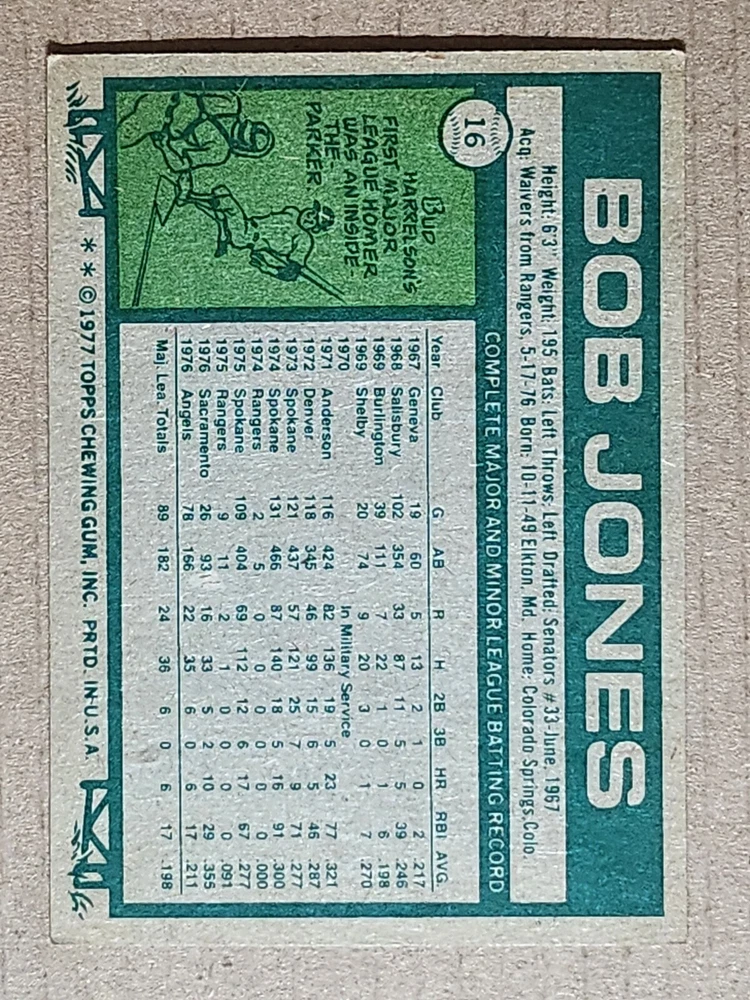 16
BOB JONES
Height: 6'3" Weight: 195 Bats: Left Throws: Left Drafted: Senators #33-June, 1967
Acq: Waivers from Rangers, 5-17-76 Born: 10-11-49 Elkton, Md. Home: Colorado Springs, Colo.
BUD
HARRELSON'S
FIRST MAJOR
LEAGUE HOMER
WAS AN INSIDE-
THE-
PARKER
COMPLETE MAJOR AND MINOR LEAGUE BATTING RECORD
Year Club G AB R H 2B 3B HR RBI AVG.
1967 Geneva 19 60 5 13 2 1 0 2 .217
1968 Salisbury 102 354 33 87 11 5 5 39 .246
1969 Burlington 39 111 7 22 1 0 1 6 .198
1969 Shelby 20 74 9 20 3 0 1 7 .270
1970 In Military Service
1971 Anderson 116 424 82 136 19 5 23 77 .321
1972 Denver 118 345 46 99 15 6 5 46 .287
1973 Spokane 121 437 57 121 25 7 9 71 .277
1974 Spokane 131 466 87 140 18 5 16 91 .300
1974 Rangers 2 5 0 0 0 0 0 0 .000
1975 Spokane 109 404 69 112 12 6 17 67 .277
1975 Rangers 9 11 2 1 0 0 0 0 .091
1976 Sacramento 26 93 16 33 5 2 10 29 .355
1976 Angels 78 166 22 35 6 0 6 17 .211
Maj. Lea. Totals 89 182 24 36 6 0 6 17 .198
* * © 1977 TOPPS CHEWING GUM, INC. PRTD. IN U.S.A.